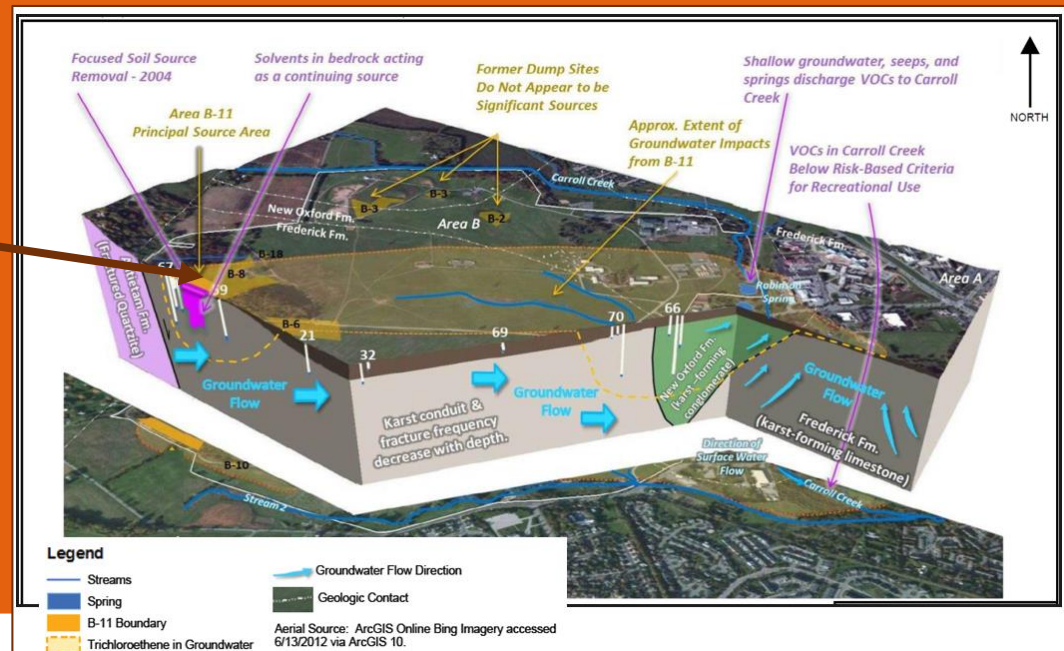 Focused Soil Source
Removal - 2004
Solvents in bedrock acting
as a continuing source
Former Dump Sites
Do Not Appear to be
Significant Sources
Shallow groundwater, seeps, and
springs discharge VOCs to Carroll
Creek
NORTH
Area B-11
Principal Source Area
Approx. Extent of
Groundwater Impacts
from B-11
VOCs in Carroll Creek
Below Risk-Based Criteria
for Recreational Use
Carroll Creek
B-3
B-3
B-2
New Oxford Fm.
Frederick Fm.
Area B
Frederick Fm.
Area A
B-18
B-8
67
59
Robinson
Spring
Antietam Fm.
(Fractured Quartzite)
B-6
21
32
69
70
66
Groundwater
Flow
Groundwater
Flow
New Oxford Fm.
(karst-forming
conglomerate)
Groundwater
Flow
Karst conduit &
fracture frequency
decrease with depth.
Frederick Fm.
(karst-forming limestone)
Direction of
Surface Water
Flow
B-10
Stream 2
Carroll Creek
Legend
Streams
Spring
B-11 Boundary
Trichloroethene in Groundwater
Groundwater Flow Direction
Geologic Contact
Aerial Source: ArcGIS Online Bing Imagery accessed
6/13/2012 via ArcGIS 10.